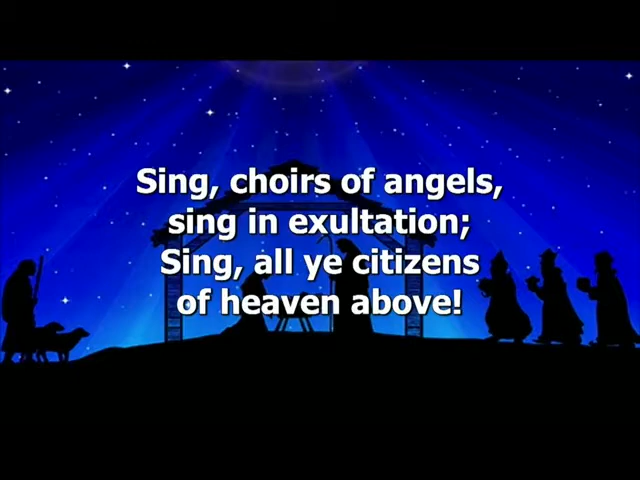 Sing, choirs of angels,
sing in exultation;
Sing, all ye citizens
of heaven above!